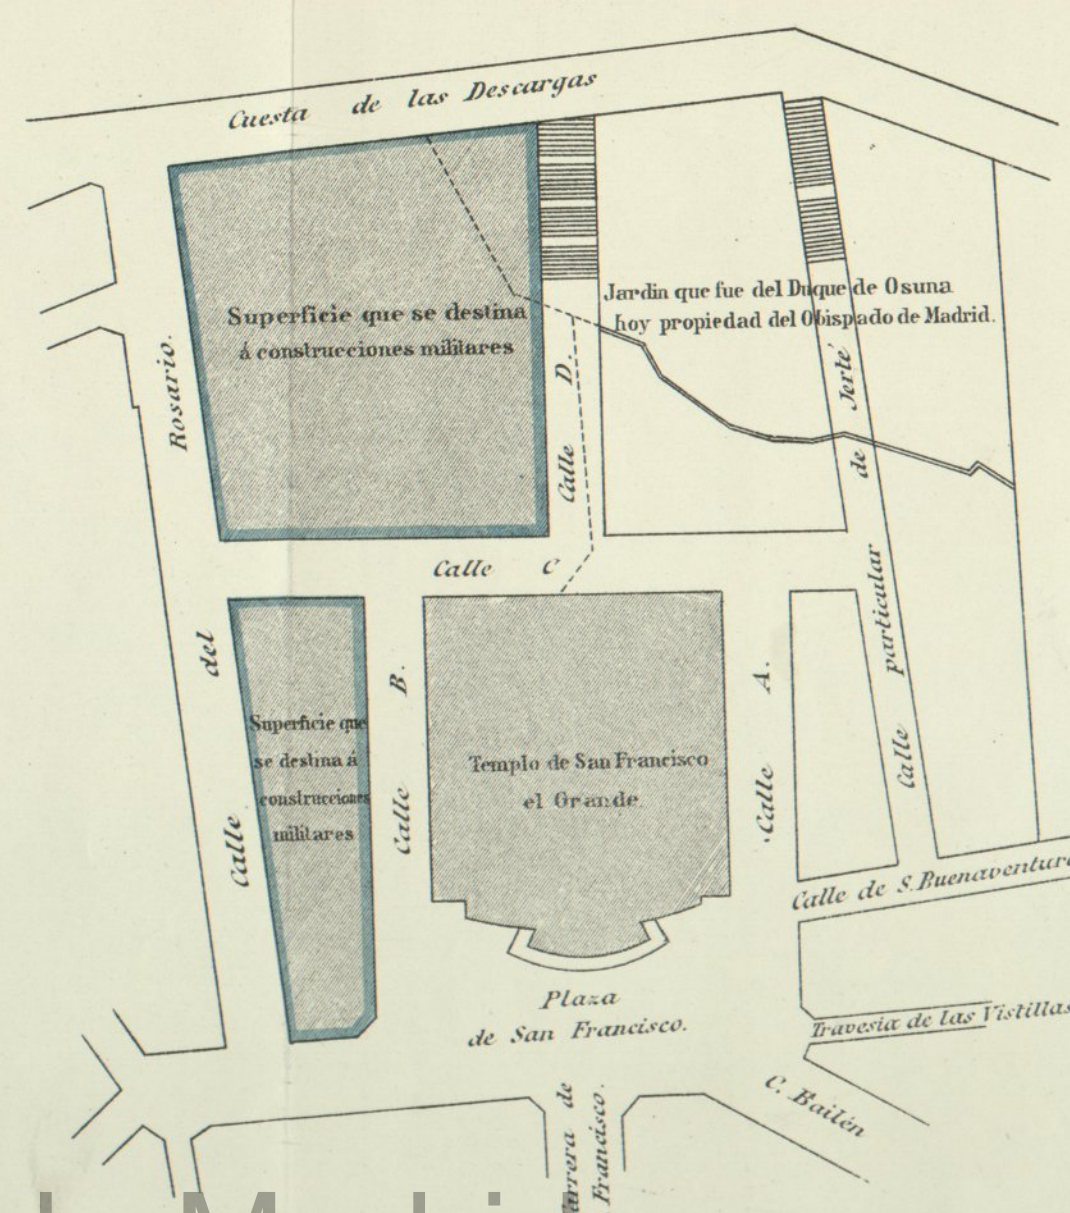 Cuesta de las Descargas
Superficie que se destina
á construcciones militares
Jardin que fue del Duque de Osuna
hoy propiedad del Obispado de Madrid.
Calle del Rosario.
Calle D.
Calle particular de Jerte
Calle C
Superficie que
se destina á
construcciones
militares
Calle B.
Templo de San Francisco
el Grande.
Calle A.
Calle de S. Buenaventura
Plaza
de San Francisco.
Travesia de las Vistillas
C. Bailén
Carrera de
Francisco.